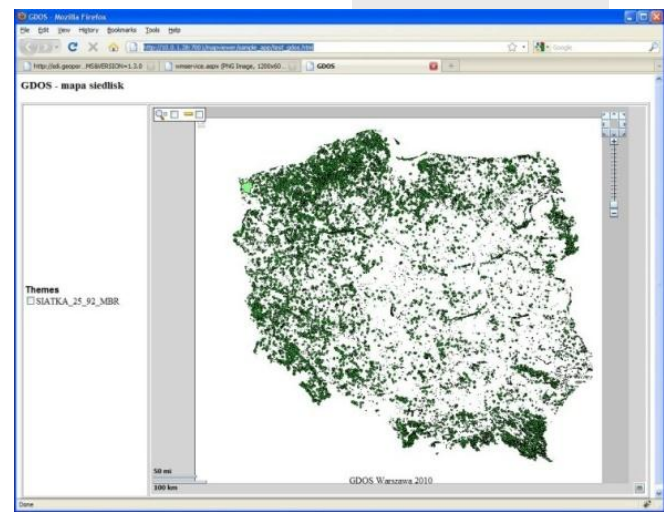 GDOS - Mozilla Firefox
File Edit View History Bookmarks Tools Help
Google
GDOS
GDOS - mapa siedlisk
Themes
SIATKA_25_92_MBR
50 mi
100 km
GDOS Warszawa 2010
Done